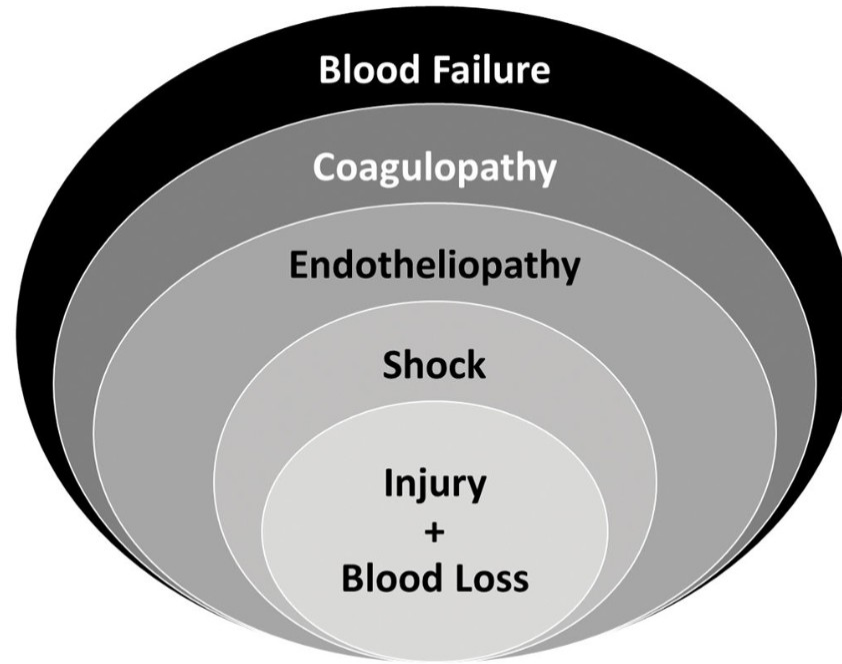 Blood Failure
Coagulopathy
Endotheliopathy
Shock
Injury
+
Blood Loss